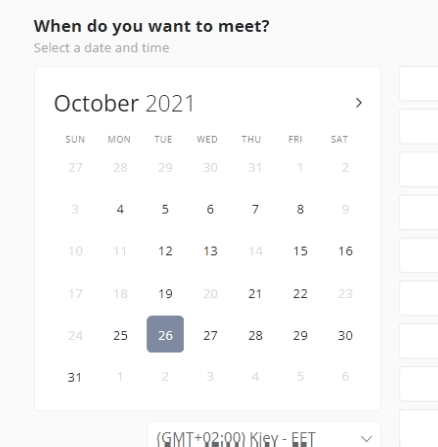 When do you want to meet?
Select a date and time
October 2021
SUN MON TUE WED THU FRI SAT
27 28 29 30 31 1 2
3 4 5 6 7 8 9
10 11 12 13 14 15 16
17 18 19 20 21 22 23
24 25 26 27 28 29 30
31 1 2 3 4 5 6
(GMT+02:00) Kiev - EET